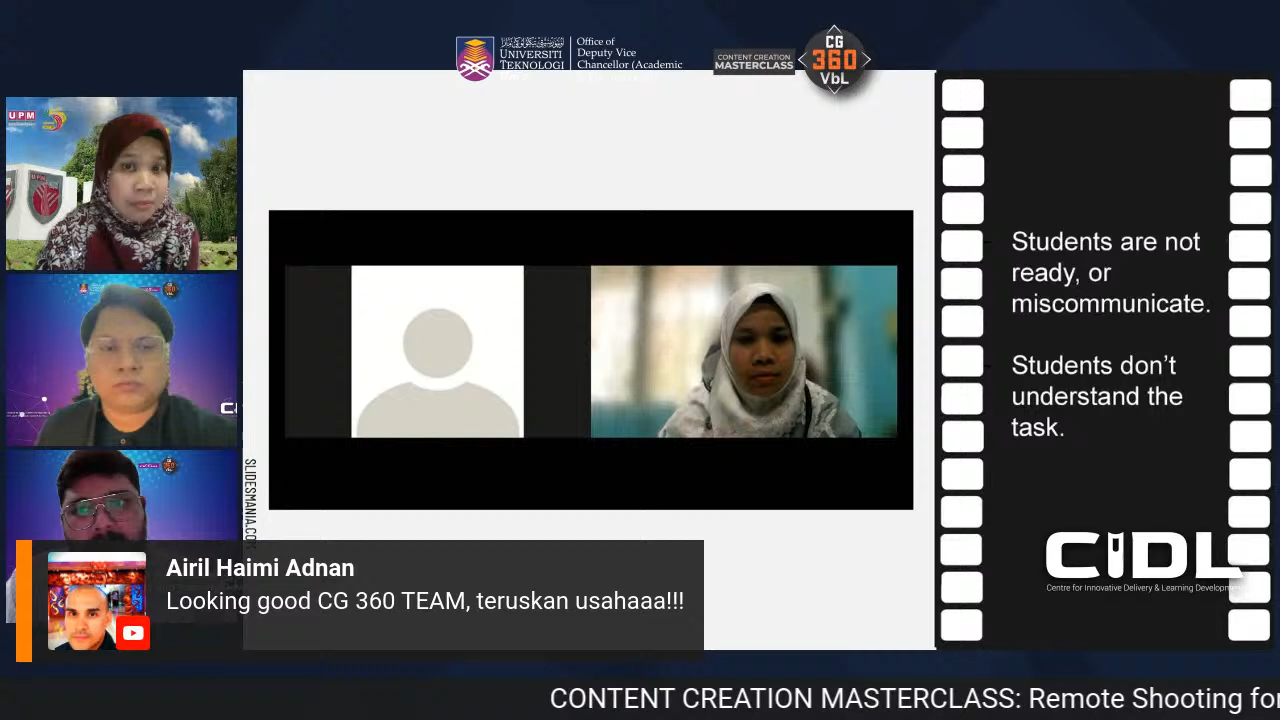 UNIVERSITI
TEKNOLOGI
Office of
Deputy Vice
Chancellor (Academic
CONTENT CREATION
MASTERCLASS
CG
360
VbL
UPM
Students are not
ready, or
miscommunicate.
Students don't
understand the
task.
SLIDESMANIA.CO
CIDL
Centre for Innovative Delivery & Learning Developm
Airil Haimi Adnan
Looking good CG 360 TEAM, teruskan usahaaa!!!
CONTENT CREATION MASTERCLASS: Remote Shooting for